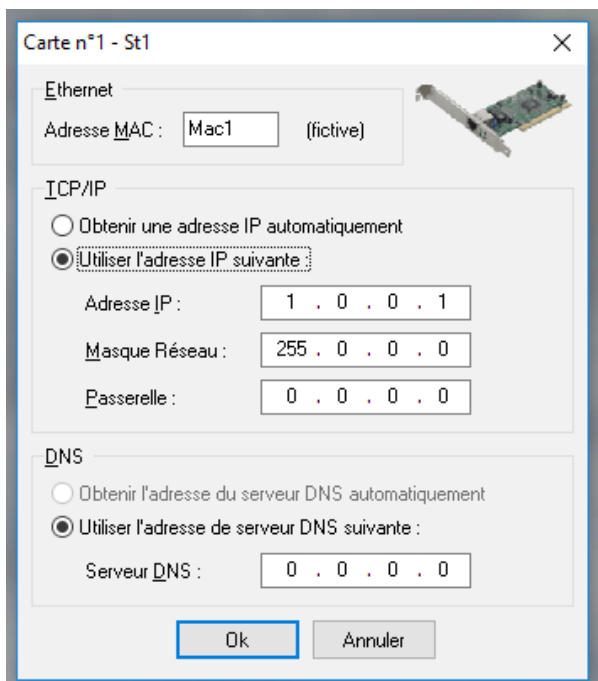 Carte n°1 - St1
Ethernet
Adresse MAC : Mac1 (fictive)
TCP/IP
Obtenir une adresse IP automatiquement
Utiliser l'adresse IP suivante :
Adresse IP : 1 . 0 . 0 . 1
Masque Réseau : 255 . 0 . 0 . 0
Passerelle : 0 . 0 . 0 . 0
DNS
Obtenir l'adresse du serveur DNS automatiquement
Utiliser l'adresse de serveur DNS suivante :
Serveur DNS : 0 . 0 . 0 . 0
Ok Annuler